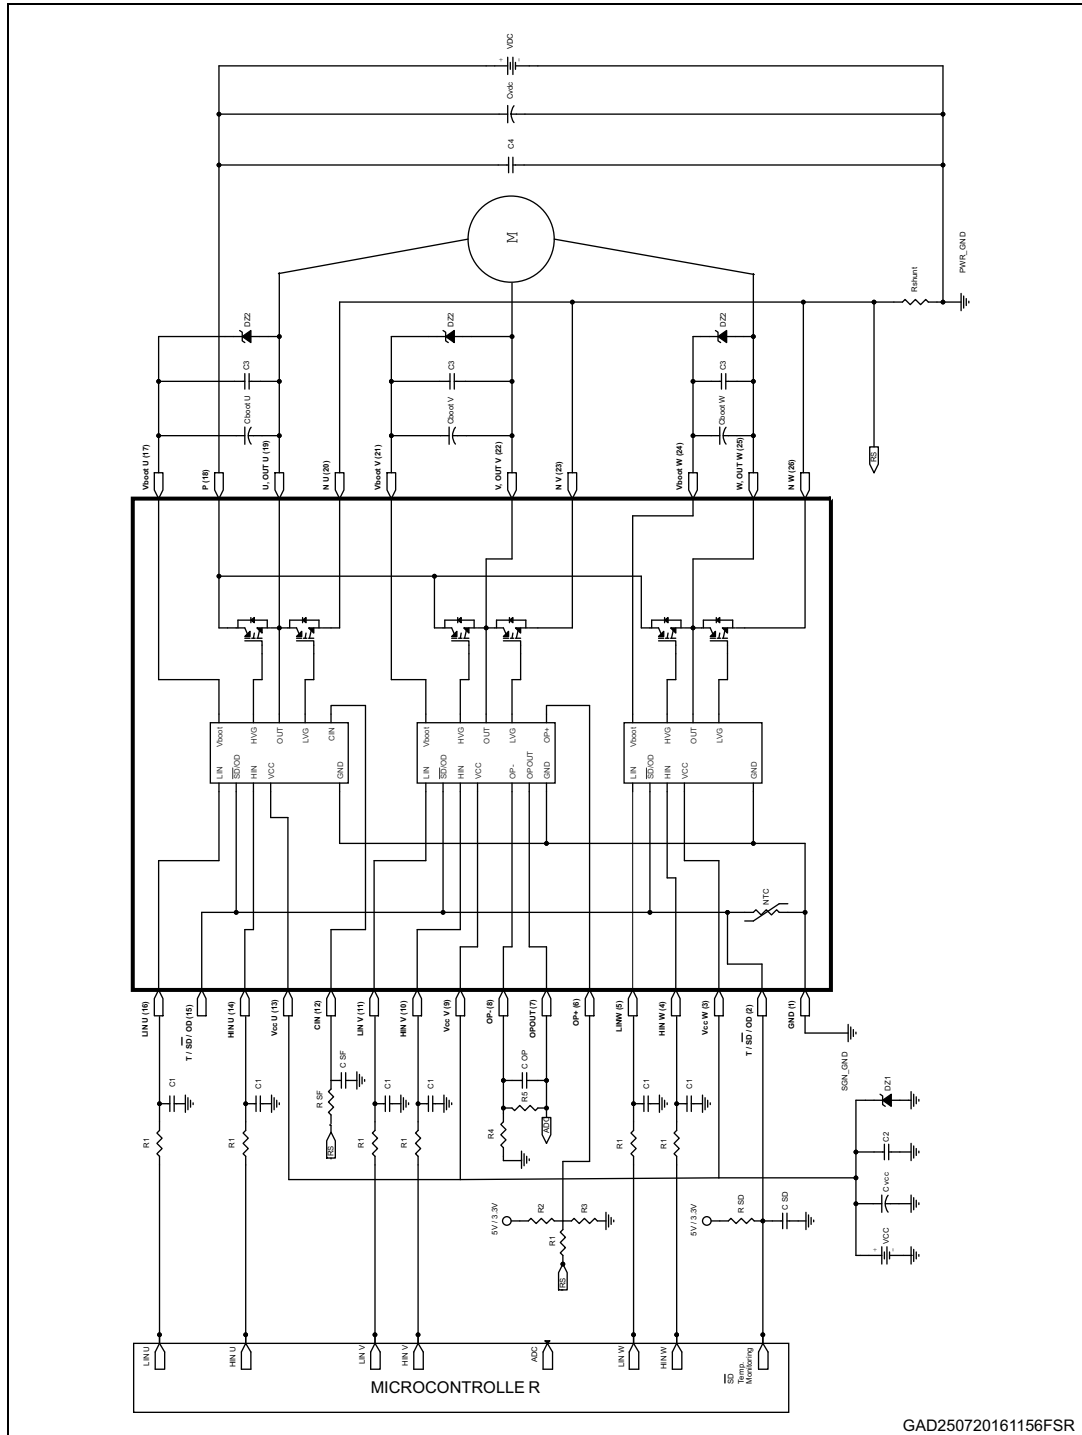 VDC
+
-
Cvdc
C4
M
PWR_GND
Rshunt
DZ2
DZ2
DZ2
C3
C3
C3
Cboot U
Cboot V
Cboot W
RS
Vboot U (17)
P (18)
U, OUT U (19)
N U (20)
Vboot V (21)
V, OUT V (22)
N V (23)
Vboot W (24)
W, OUT W (25)
N W (26)
Vboot
HVG
OUT
LVG
CIN
LIN
SD/OD
HIN
VCC
GND
Vboot
HVG
OUT
LVG
OP+
LIN
SD/OD
HIN
VCC
OP-
OPOUT
GND
Vboot
HVG
OUT
LVG
LIN
SD/OD
HIN
VCC
GND
NTC
LIN U (16)
T / SD / OD (15)
HIN U (14)
Vcc U (13)
CIN (12)
LIN V (11)
HIN V (10)
Vcc V (9)
OP- (8)
OPOUT (7)
OP+ (6)
LINW (5)
HIN W (4)
Vcc W (3)
T / SD / OD (2)
GND (1)
SGN_GND
C1
C1
C SF
C1
C1
C OP
C1
C1
DZ1
R1
R1
R SF
RS
R1
R1
R4
R5
ADC
R1
R1
C2
5V / 3.3V
R2
R3
R1
RS
5V / 3.3V
R SD
C SD
C vcc
VCC
+
-
LIN U
HIN U
LIN V
HIN V
ADC
LIN W
HIN W
SD
Temp.
Monitoring
MICROCONTROLLE R
GAD250720161156FSR